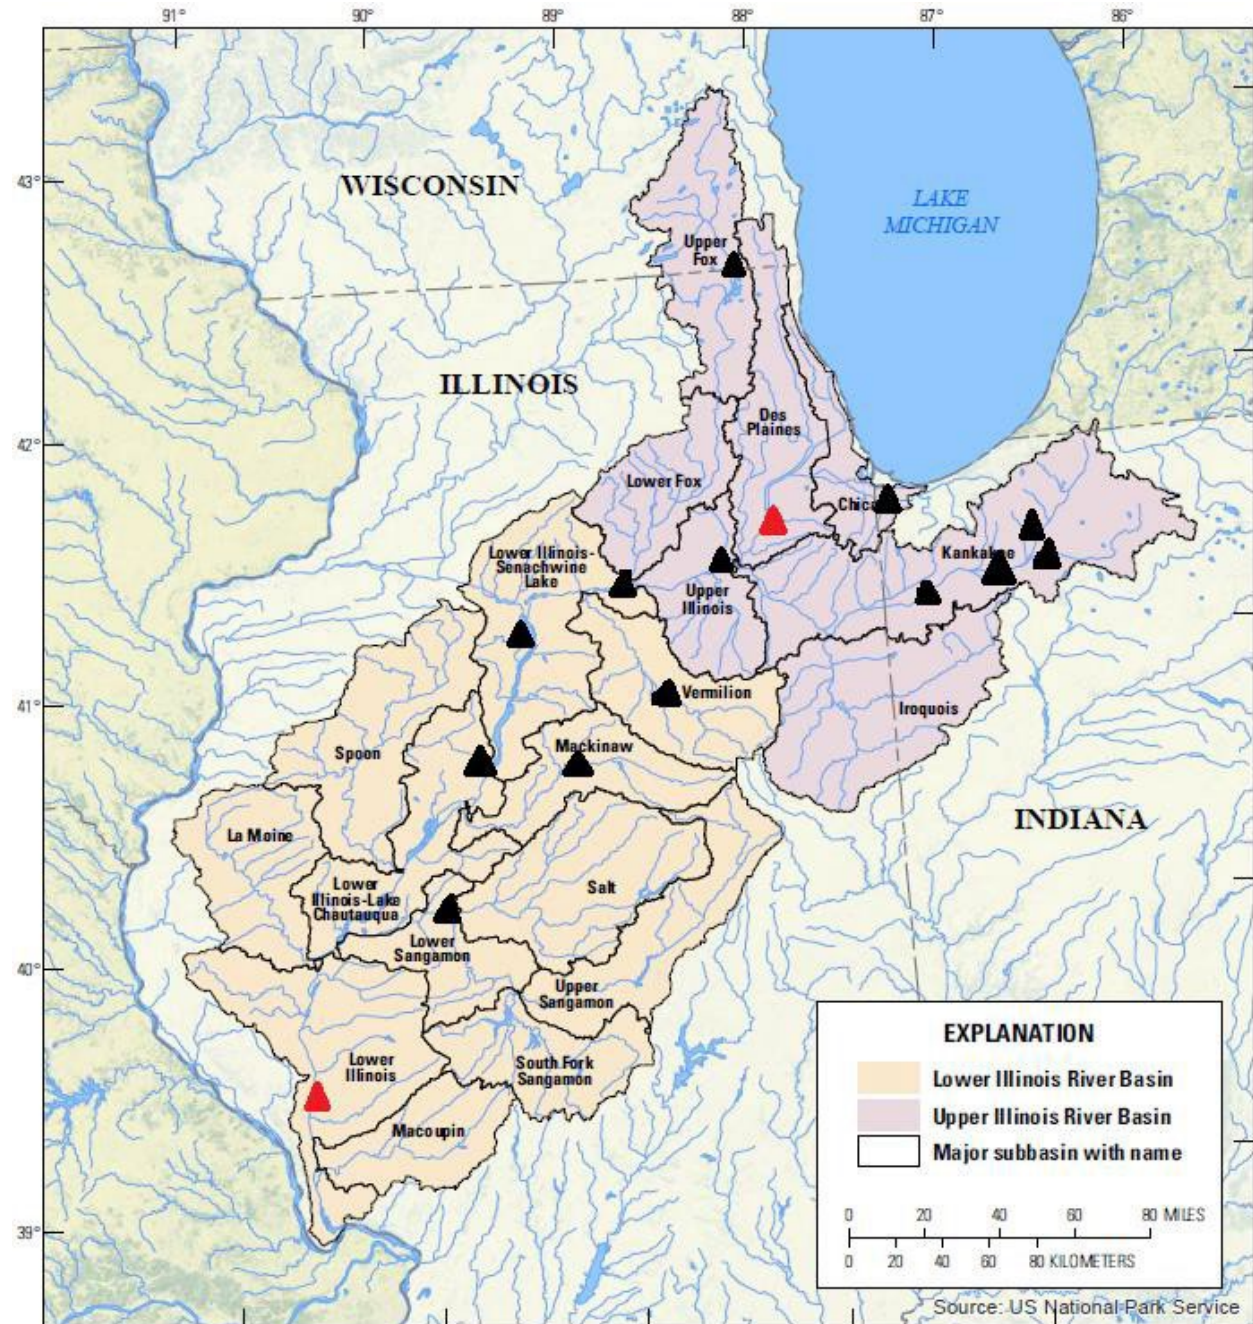 91° 90° 89° 88° 87° 86°
43°
WISCONSIN
LAKE
MICHIGAN
Upper
Fox
ILLINOIS
42°
Des
Plaines
Lower Fox
Chica
Lower Illinois-
Senachwine
Lake
Kankakee
Upper
Illinois
Vermilion
41°
Iroquois
Spoon
Mackinaw
INDIANA
La Moine
Lower
Illinois-Lake
Chautauqua
Salt
Lower
Sangamon
40°
Upper
Sangamon
Lower
Illinois
South Fork
Sangamon
Macoupin
39°
EXPLANATION
Lower Illinois River Basin
Upper Illinois River Basin
Major subbasin with name
0 20 40 60 80 MILES
0 20 40 60 80 KILOMETERS
Source: US National Park Service